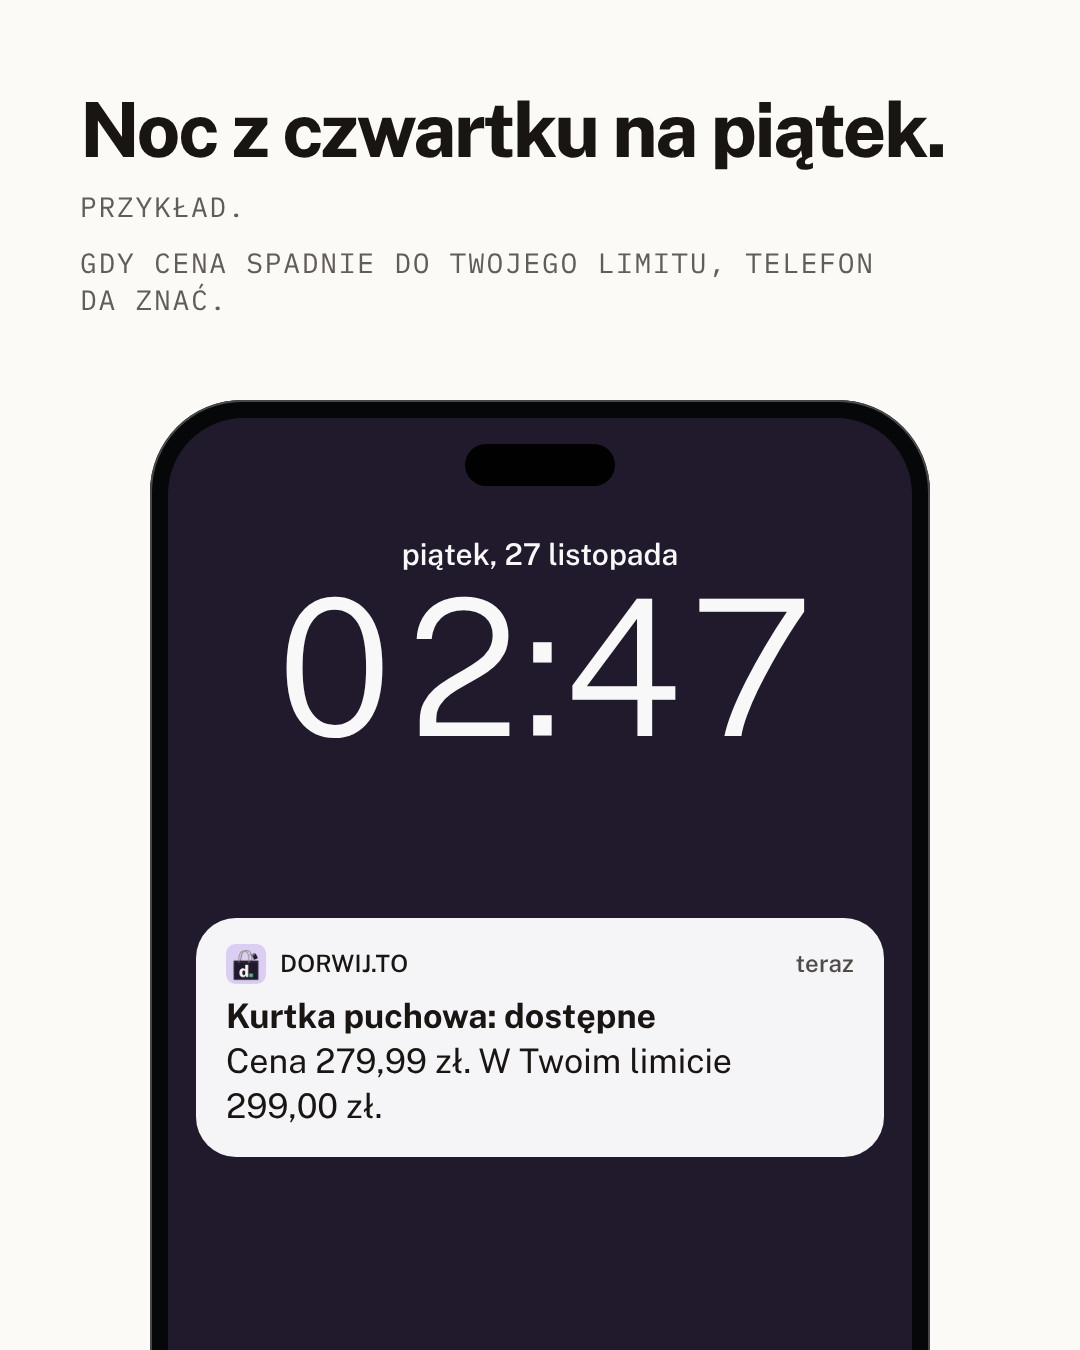 Noc z czwartku na piątek.
PRZYKŁAD.
GDY CENA SPADNIE DO TWOJEGO LIMITU, TELEFON
DA ZNAĆ.
piątek, 27 listopada
02:47
d.
DORWIJ.TO
teraz
Kurtka puchowa: dostępne
Cena 279,99 zł. W Twoim limicie
299,00 zł.